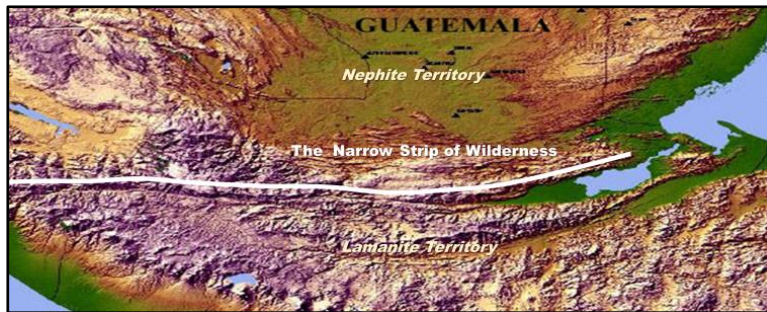 GUATEMALA
Nephite Territory
The Narrow Strip of Wilderness
Lamanite Territory